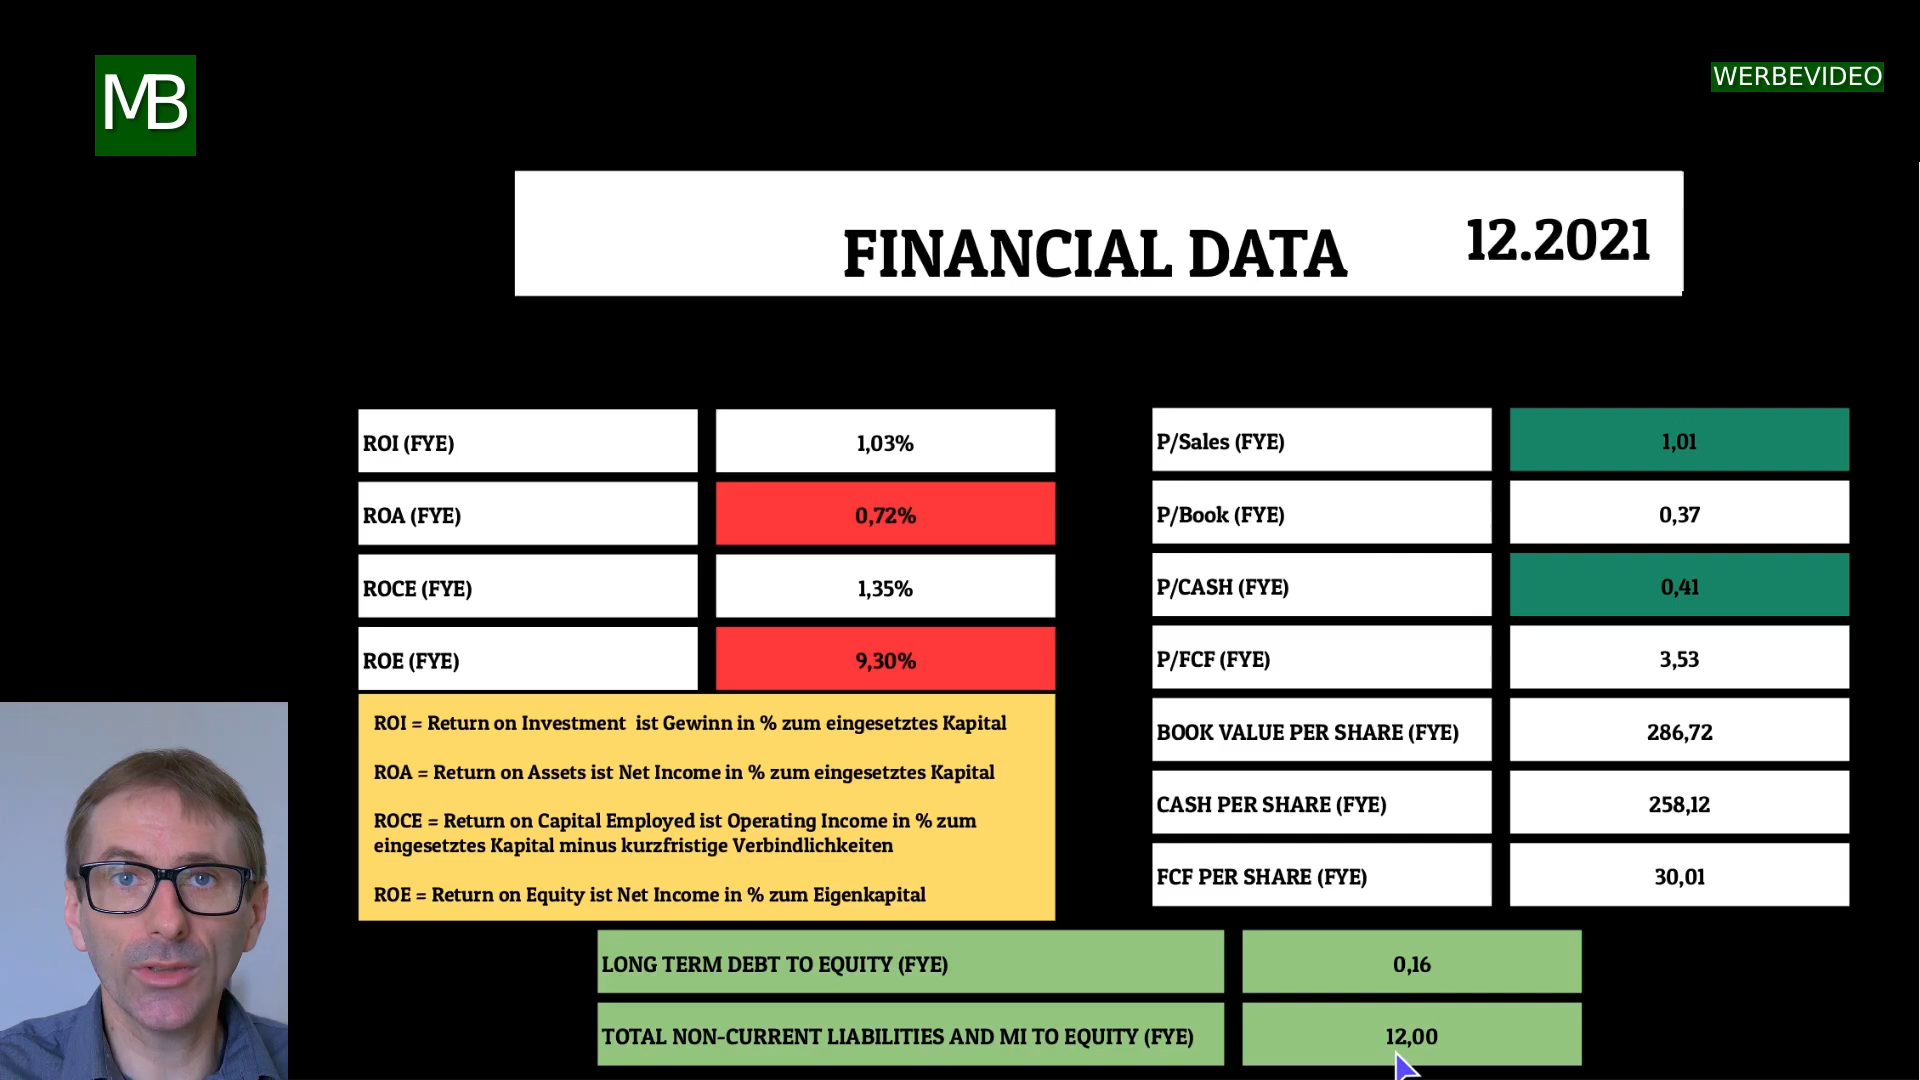 MB
WERBEVIDEO
FINANCIAL DATA
12.2021
ROI (FYE)
1,03%
ROA (FYE)
0,72%
ROCE (FYE)
1,35%
ROE (FYE)
9,30%
ROI = Return on Investment ist Gewinn in % zum eingesetztes Kapital
ROA = Return on Assets ist Net Income in % zum eingesetztes Kapital
ROCE = Return on Capital Employed ist Operating Income in % zum
eingesetztes Kapital minus kurzfristige Verbindlichkeiten
ROE = Return on Equity ist Net Income in % zum Eigenkapital
P/Sales (FYE)
1,01
P/Book (FYE)
0,37
P/CASH (FYE)
0,41
P/FCF (FYE)
3,53
BOOK VALUE PER SHARE (FYE)
286,72
CASH PER SHARE (FYE)
258,12
FCF PER SHARE (FYE)
30,01
LONG TERM DEBT TO EQUITY (FYE)
0,16
TOTAL NON-CURRENT LIABILITIES AND MI TO EQUITY (FYE)
12,00